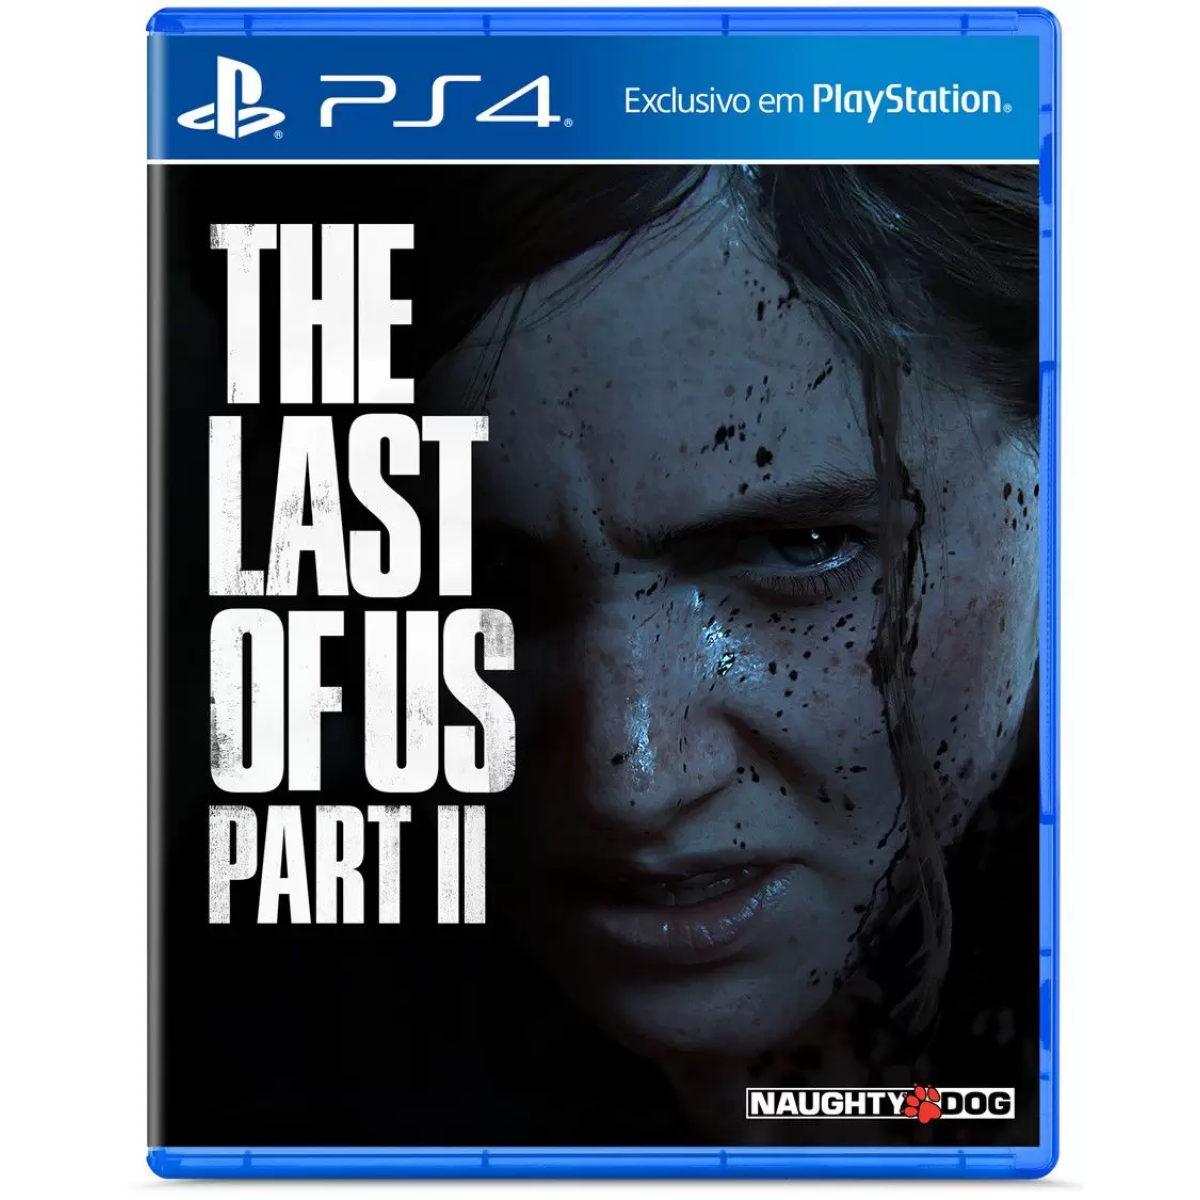 PS4® Exclusivo em PlayStation®
THE
LAST
OF US
PART II
NAUGHTY DOG